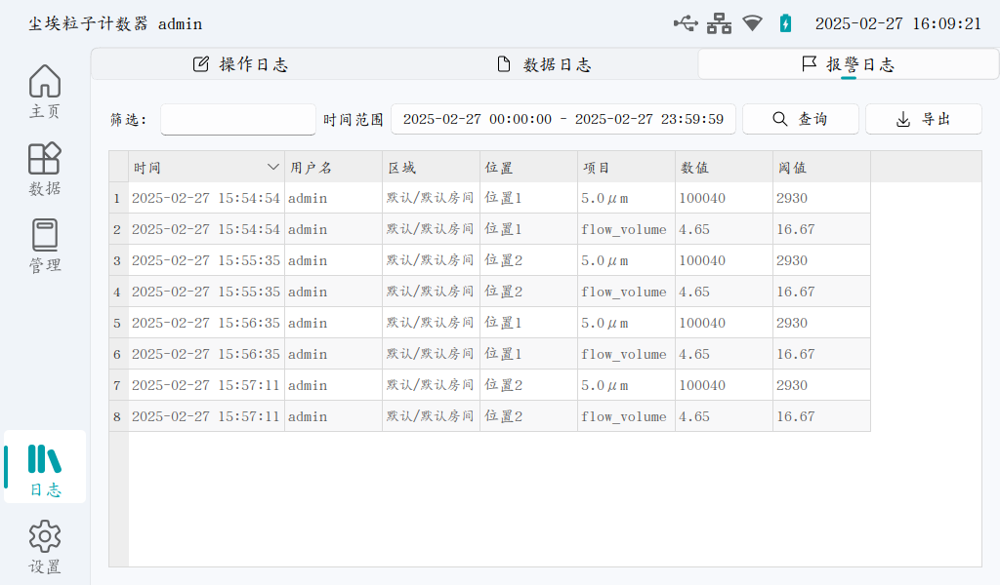 尘埃粒子计数器 admin 2025-02-27 16:09:21
操作日志 数据日志 报警日志
主页
数据
管理
日志
设置
筛选: 时间范围 2025-02-27 00:00:00 - 2025-02-27 23:59:59 查询 导出
时间 用户名 区域 位置 项目 数值 阈值
1 2025-02-27 15:54:54 admin 默认/默认房间 位置1 5.0μm 100040 2930
2 2025-02-27 15:54:54 admin 默认/默认房间 位置1 flow_volume 4.65 16.67
3 2025-02-27 15:55:35 admin 默认/默认房间 位置2 5.0μm 100040 2930
4 2025-02-27 15:55:35 admin 默认/默认房间 位置2 flow_volume 4.65 16.67
5 2025-02-27 15:56:35 admin 默认/默认房间 位置1 5.0μm 100040 2930
6 2025-02-27 15:56:35 admin 默认/默认房间 位置1 flow_volume 4.65 16.67
7 2025-02-27 15:57:11 admin 默认/默认房间 位置2 5.0μm 100040 2930
8 2025-02-27 15:57:11 admin 默认/默认房间 位置2 flow_volume 4.65 16.67